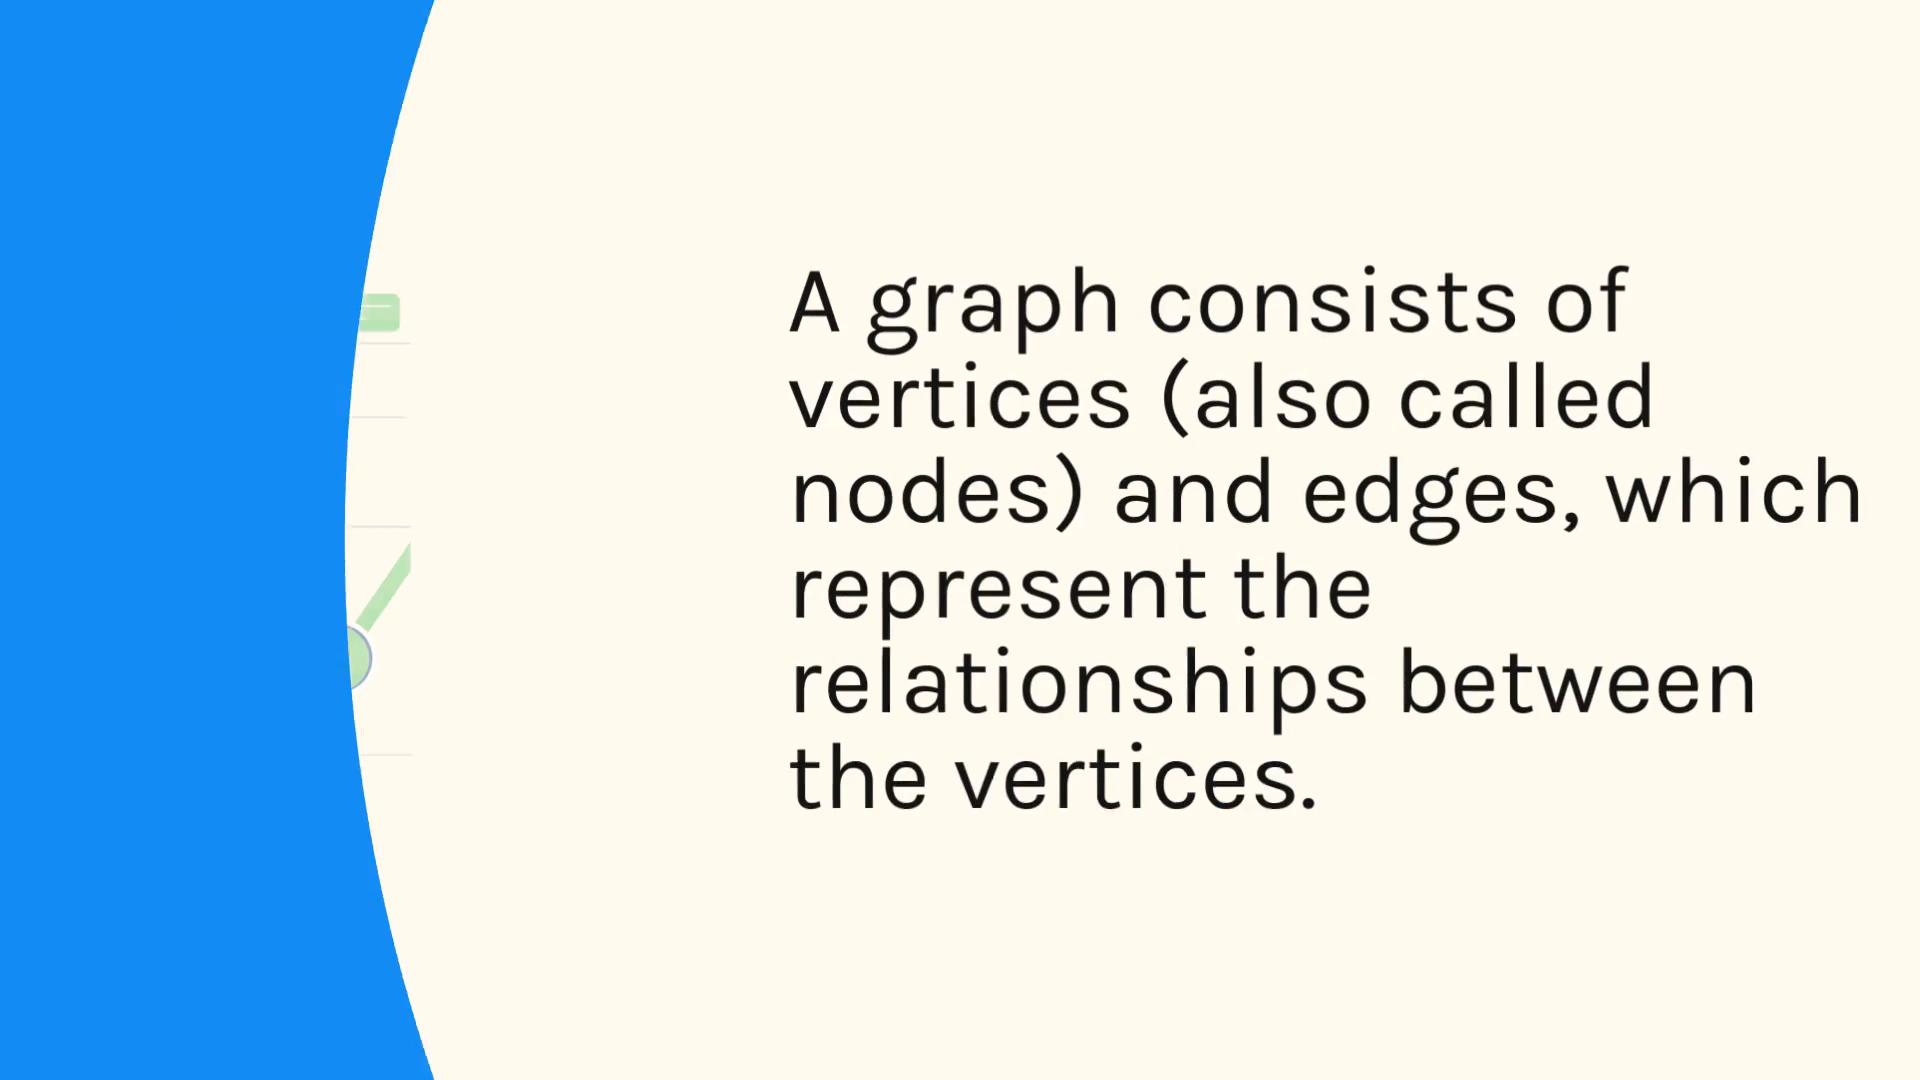 A graph consists of
vertices (also called
nodes) and edges, which
represent the
relationships between
the vertices.